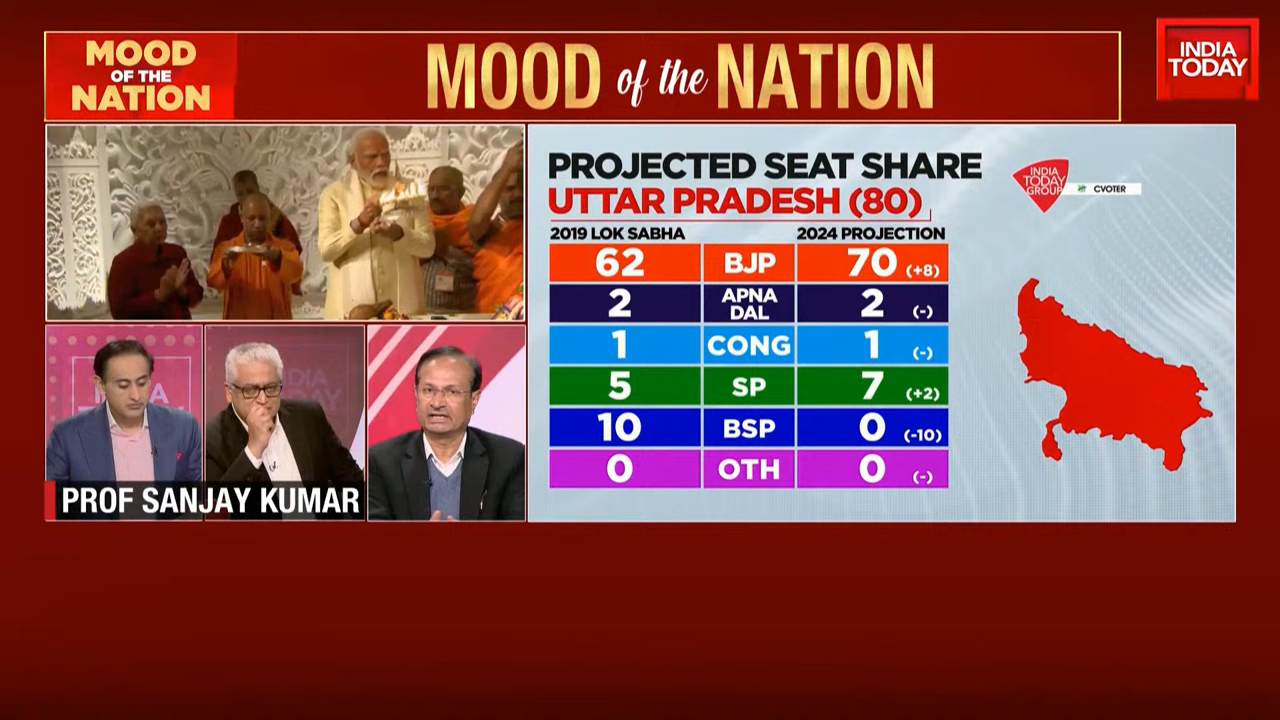 MOOD
OF THE
NATION
MOOD of the NATION
INDIA
TODAY
PROF SANJAY KUMAR
PROJECTED SEAT SHARE
UTTAR PRADESH (80)
INDIA
TODAY
GROUP
CVOTER
2019 LOK SABHA 2024 PROJECTION
62 BJP 70 (+8)
2 APNA DAL 2 (-)
1 CONG 1 (-)
5 SP 7 (+2)
10 BSP 0 (-10)
0 OTH 0 (-)